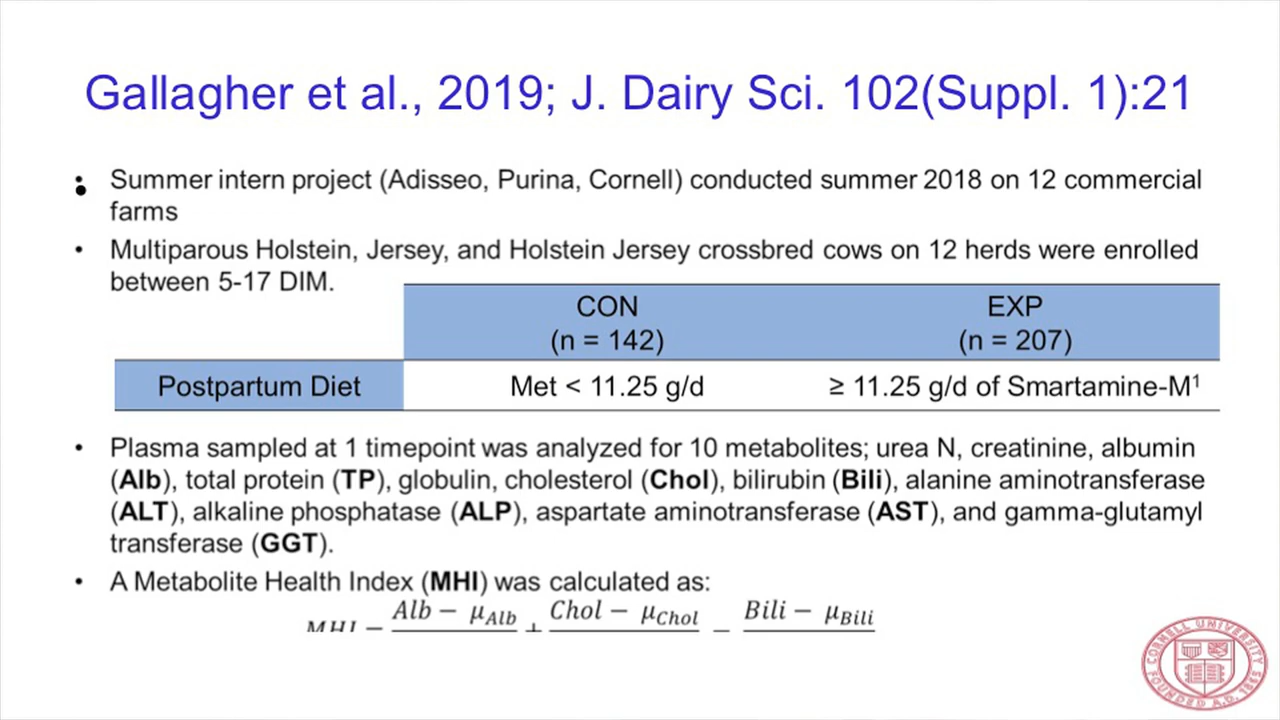 Gallagher et al., 2019; J. Dairy Sci. 102(Suppl. 1):21
• Summer intern project (Adisseo, Purina, Cornell) conducted summer 2018 on 12 commercial
farms
• Multiparous Holstein, Jersey, and Holstein Jersey crossbred cows on 12 herds were enrolled
between 5-17 DIM.
CON EXP
(n = 142) (n = 207)
Postpartum Diet Met < 11.25 g/d ≥ 11.25 g/d of Smartamine-M¹
• Plasma sampled at 1 timepoint was analyzed for 10 metabolites; urea N, creatinine, albumin
(Alb), total protein (TP), globulin, cholesterol (Chol), bilirubin (Bili), alanine aminotransferase
(ALT), alkaline phosphatase (ALP), aspartate aminotransferase (AST), and gamma-glutamyl
transferase (GGT).
• A Metabolite Health Index (MHI) was calculated as:
Alb − μAlb Chol − μChol Bili − μBili
MHI = + −
CORNELL UNIVERSITY
FOUNDED A.D. 1865